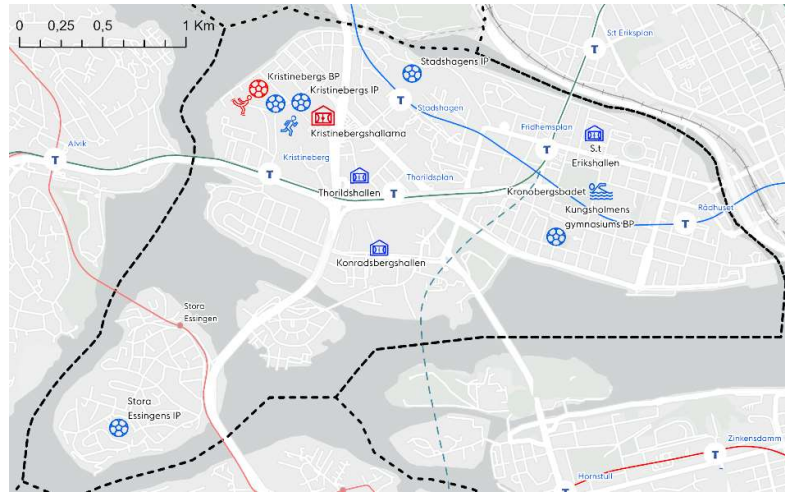 0 0,25 0,5 1 Km
S:t Eriksplan
Stadshagens IP
Kristinebergs BP
Kristinebergs IP
Stadshagen
Kristinebergshallarna
Fridhemsplan
S.t
Erikshallen
Alvik
Kristineberg
Thorildsplan
Thorildshallen
Kronobergsbadet
Kungsholmens
gymnasiums BP
Rådhuset
Konradsbergshallen
Stora
Essingen
Stora
Essingens IP
Zinkensdamm
Hornstull
T
T
T
T
T
T
T
T
T